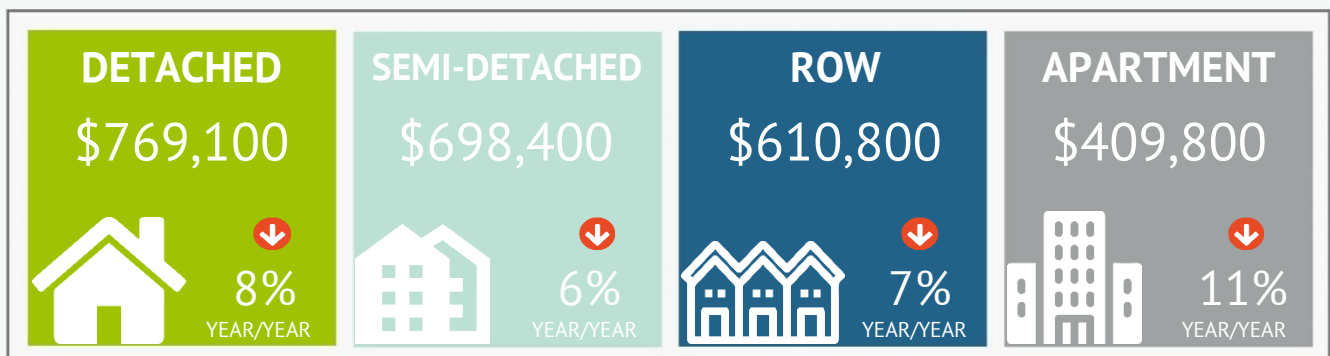 DETACHED
$769,100
8%
YEAR/YEAR
SEMI-DETACHED
$698,400
6%
YEAR/YEAR
ROW
$610,800
7%
YEAR/YEAR
APARTMENT
$409,800
11%
YEAR/YEAR